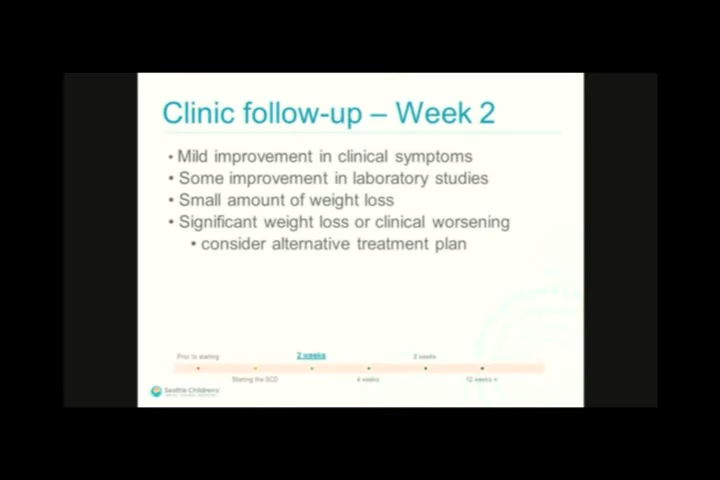 Clinic follow-up – Week 2
• Mild improvement in clinical symptoms
• Some improvement in laboratory studies
• Small amount of weight loss
• Significant weight loss or clinical worsening
• consider alternative treatment plan
Prior to starting
Starting the SCD
2 weeks
4 weeks
8 weeks
12 weeks +
Seattle Children's